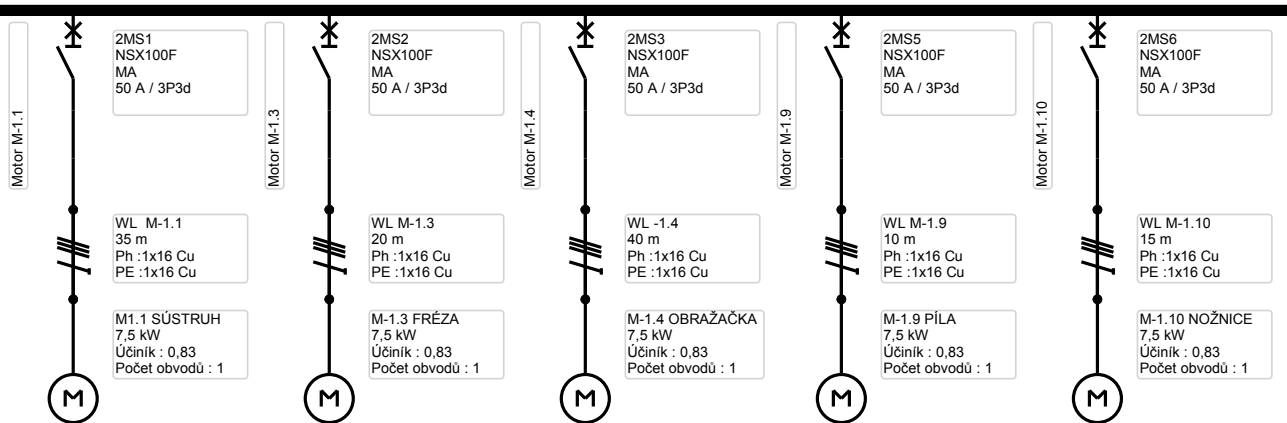 Motor M-1.1
2MS1
NSX100F
MA
50 A / 3P3d
WL  M-1.1
35 m
Ph :1x16 Cu
PE :1x16 Cu
M1.1 SÚSTRUH
7,5 kW
Účiník : 0,83
Počet obvodů : 1
M
Motor M-1.3
2MS2
NSX100F
MA
50 A / 3P3d
WL M-1.3
20 m
Ph :1x16 Cu
PE :1x16 Cu
M-1.3 FRÉZA
7,5 kW
Účiník : 0,83
Počet obvodů : 1
M
Motor M-1.4
2MS3
NSX100F
MA
50 A / 3P3d
WL -1.4
40 m
Ph :1x16 Cu
PE :1x16 Cu
M-1.4 OBRAŽAČKA
7,5 kW
Účiník : 0,83
Počet obvodů : 1
M
Motor M-1.9
2MS5
NSX100F
MA
50 A / 3P3d
WL M-1.9
10 m
Ph :1x16 Cu
PE :1x16 Cu
M-1.9 PÍLA
7,5 kW
Účiník : 0,83
Počet obvodů : 1
M
Motor M-1.10
2MS6
NSX100F
MA
50 A / 3P3d
WL M-1.10
15 m
Ph :1x16 Cu
PE :1x16 Cu
M-1.10 NOŽNICE
7,5 kW
Účiník : 0,83
Počet obvodů : 1
M